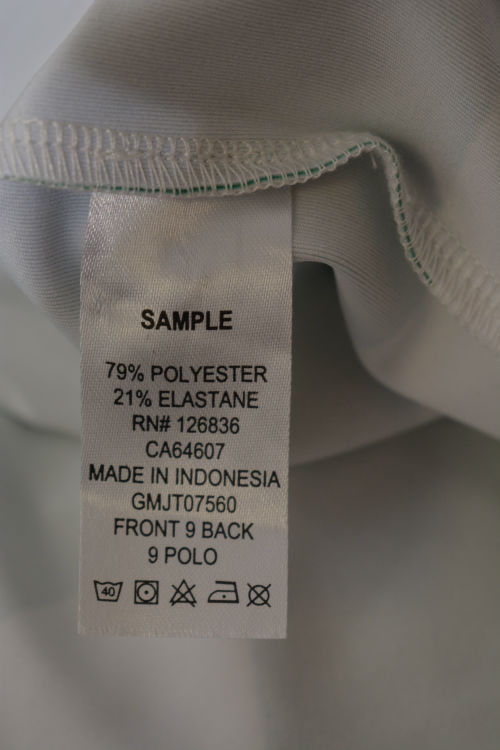 SAMPLE
79% POLYESTER
21% ELASTANE
RN# 126836
CA64607
MADE IN INDONESIA
GMJT07560
FRONT 9 BACK
9 POLO
40